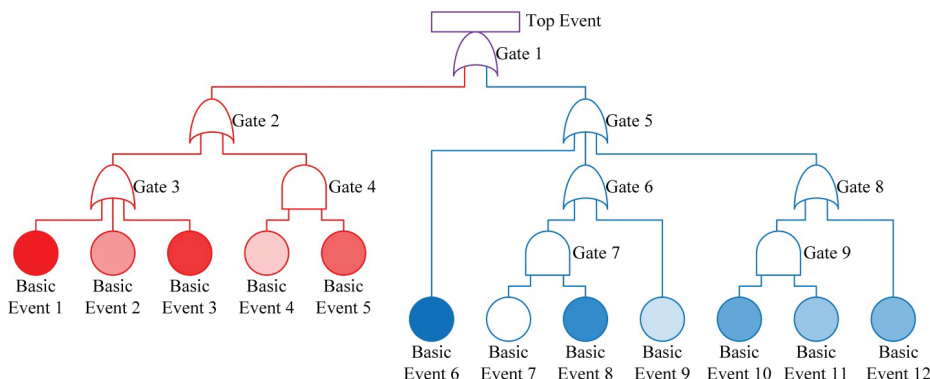 Top Event
Gate 1
Gate 2
Gate 5
Gate 3
Gate 4
Gate 6
Gate 8
Gate 7
Gate 9
Basic
Event 1
Basic
Event 2
Basic
Event 3
Basic
Event 4
Basic
Event 5
Basic
Event 6
Basic
Event 7
Basic
Event 8
Basic
Event 9
Basic
Event 10
Basic
Event 11
Basic
Event 12